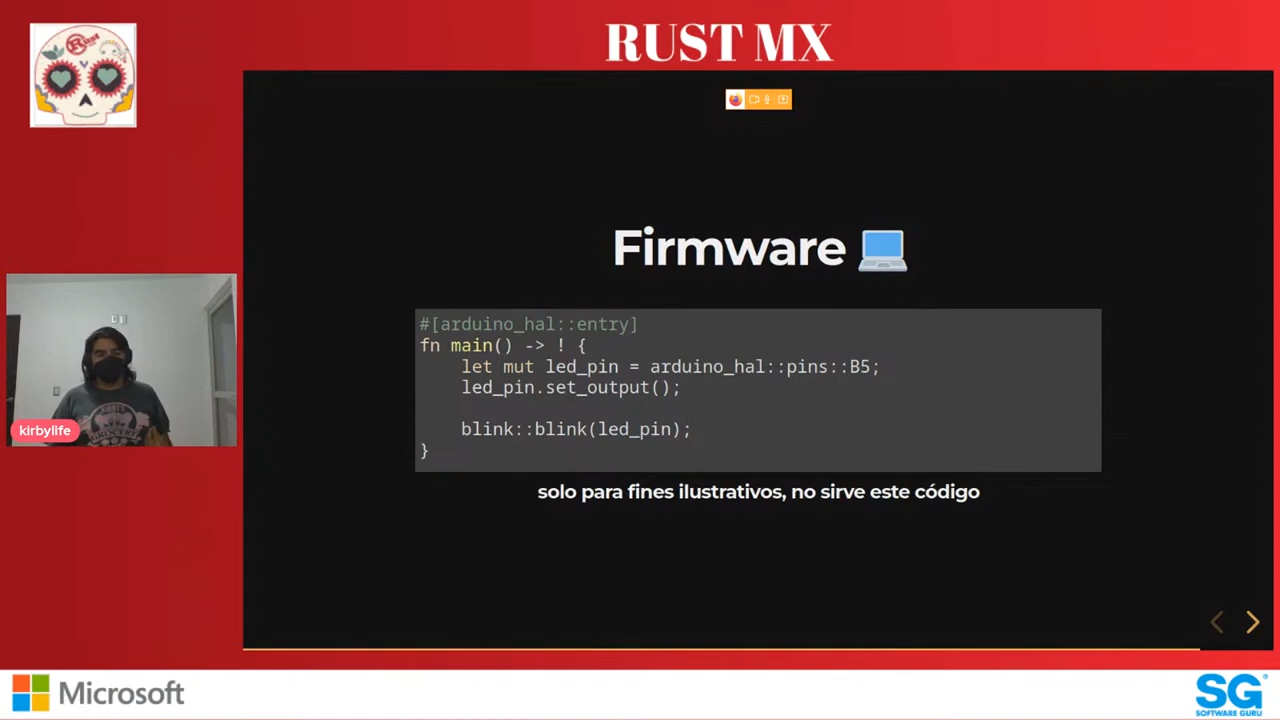 RUST MX
Rust
Firmware
#[arduino_hal::entry]
fn main() -> ! {
    let mut led_pin = arduino_hal::pins::B5;
    led_pin.set_output();
    blink::blink(led_pin);
}
solo para fines ilustrativos, no sirve este código
kirbylife
Microsoft
SG®
SOFTWARE GURU